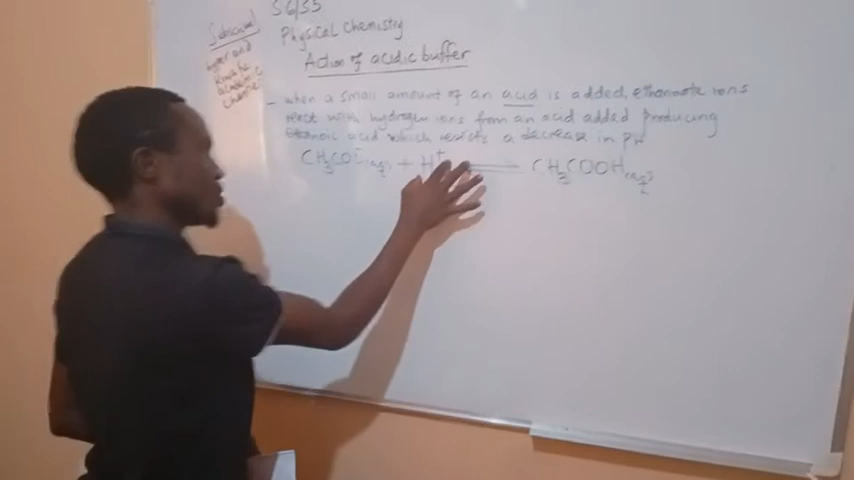 S6/S5
Physical Chemistry
Action of acidic buffer
- when a small amount of an acid is added, ethanoate ions
react with hydrogen ions from an acid added producing
ethanoic acid which resists a decrease in PH
CH₃COO⁻(aq) + H⁺ ⇌ CH₃COOH(aq)